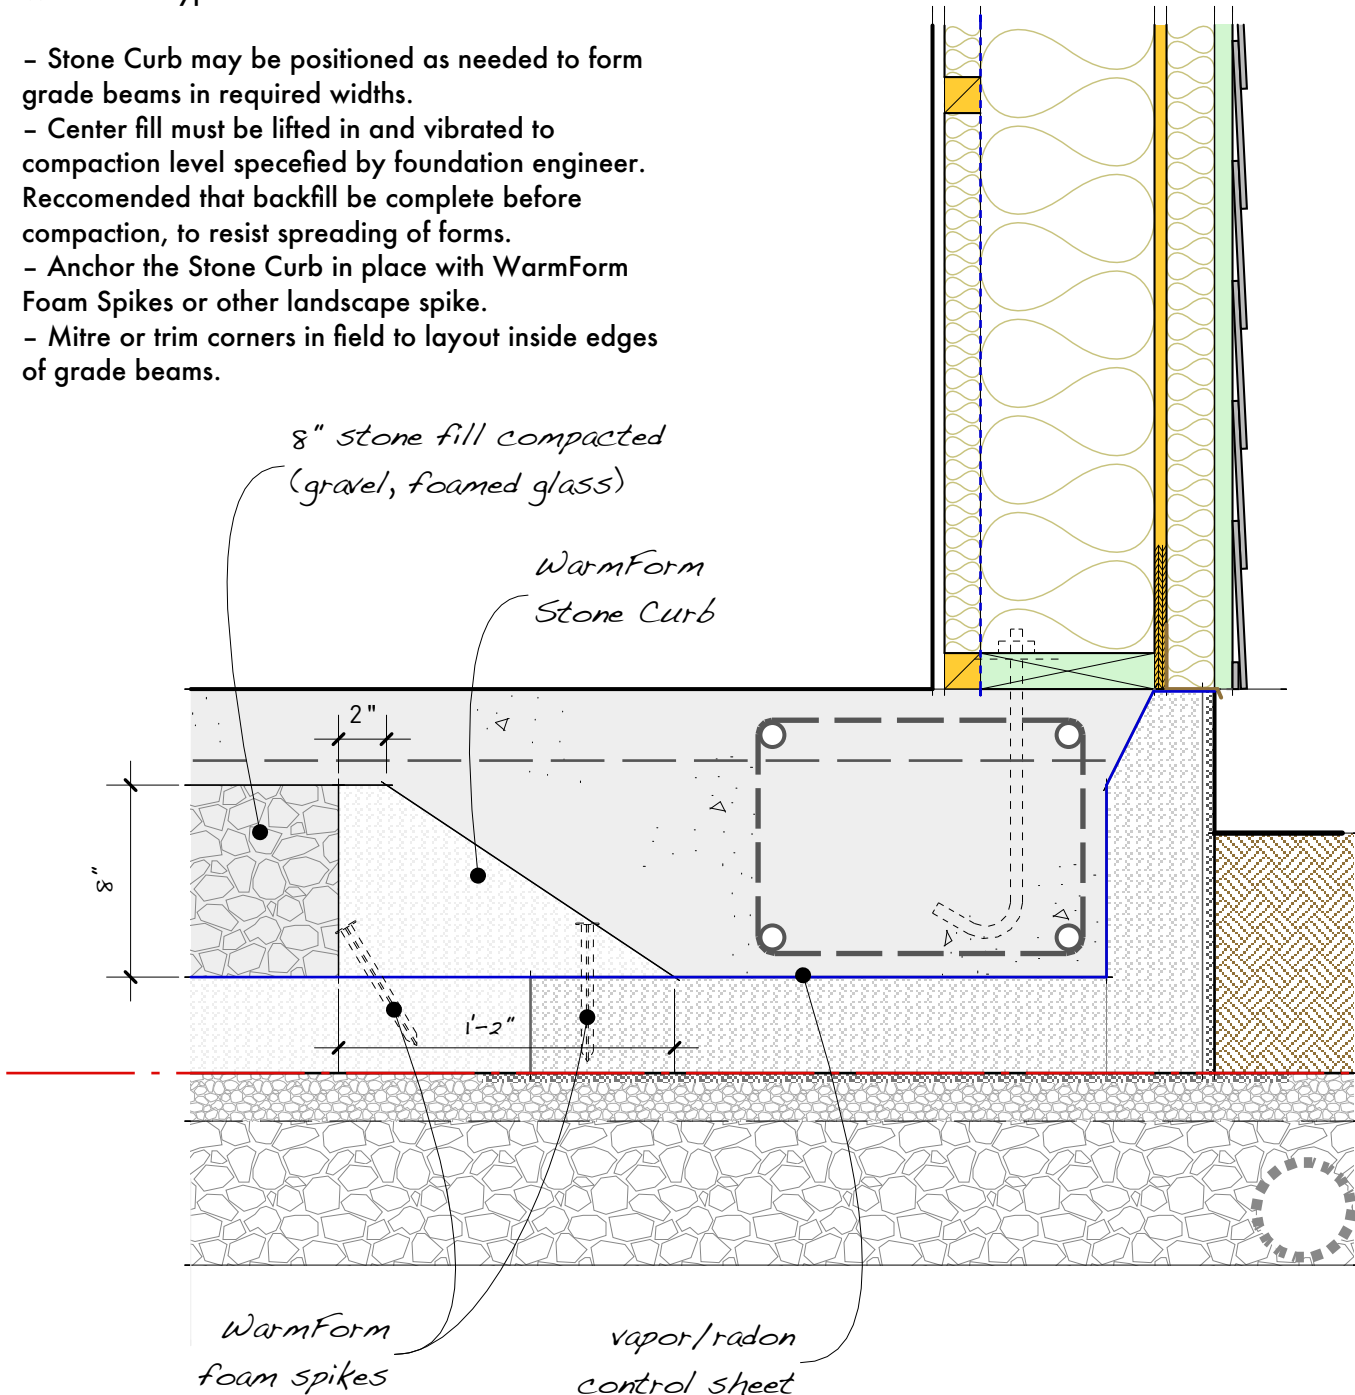 – Stone Curb may be positioned as needed to form
grade beams in required widths.
– Center fill must be lifted in and vibrated to
compaction level specefied by foundation engineer.
Reccomended that backfill be complete before
compaction, to resist spreading of forms.
– Anchor the Stone Curb in place with WarmForm
Foam Spikes or other landscape spike.
– Mitre or trim corners in field to layout inside edges
of grade beams.
8" stone fill compacted
(gravel, foamed glass)
WarmForm
Stone Curb
2"
8"
1'-2"
WarmForm
foam spikes
vapor/radon
control sheet